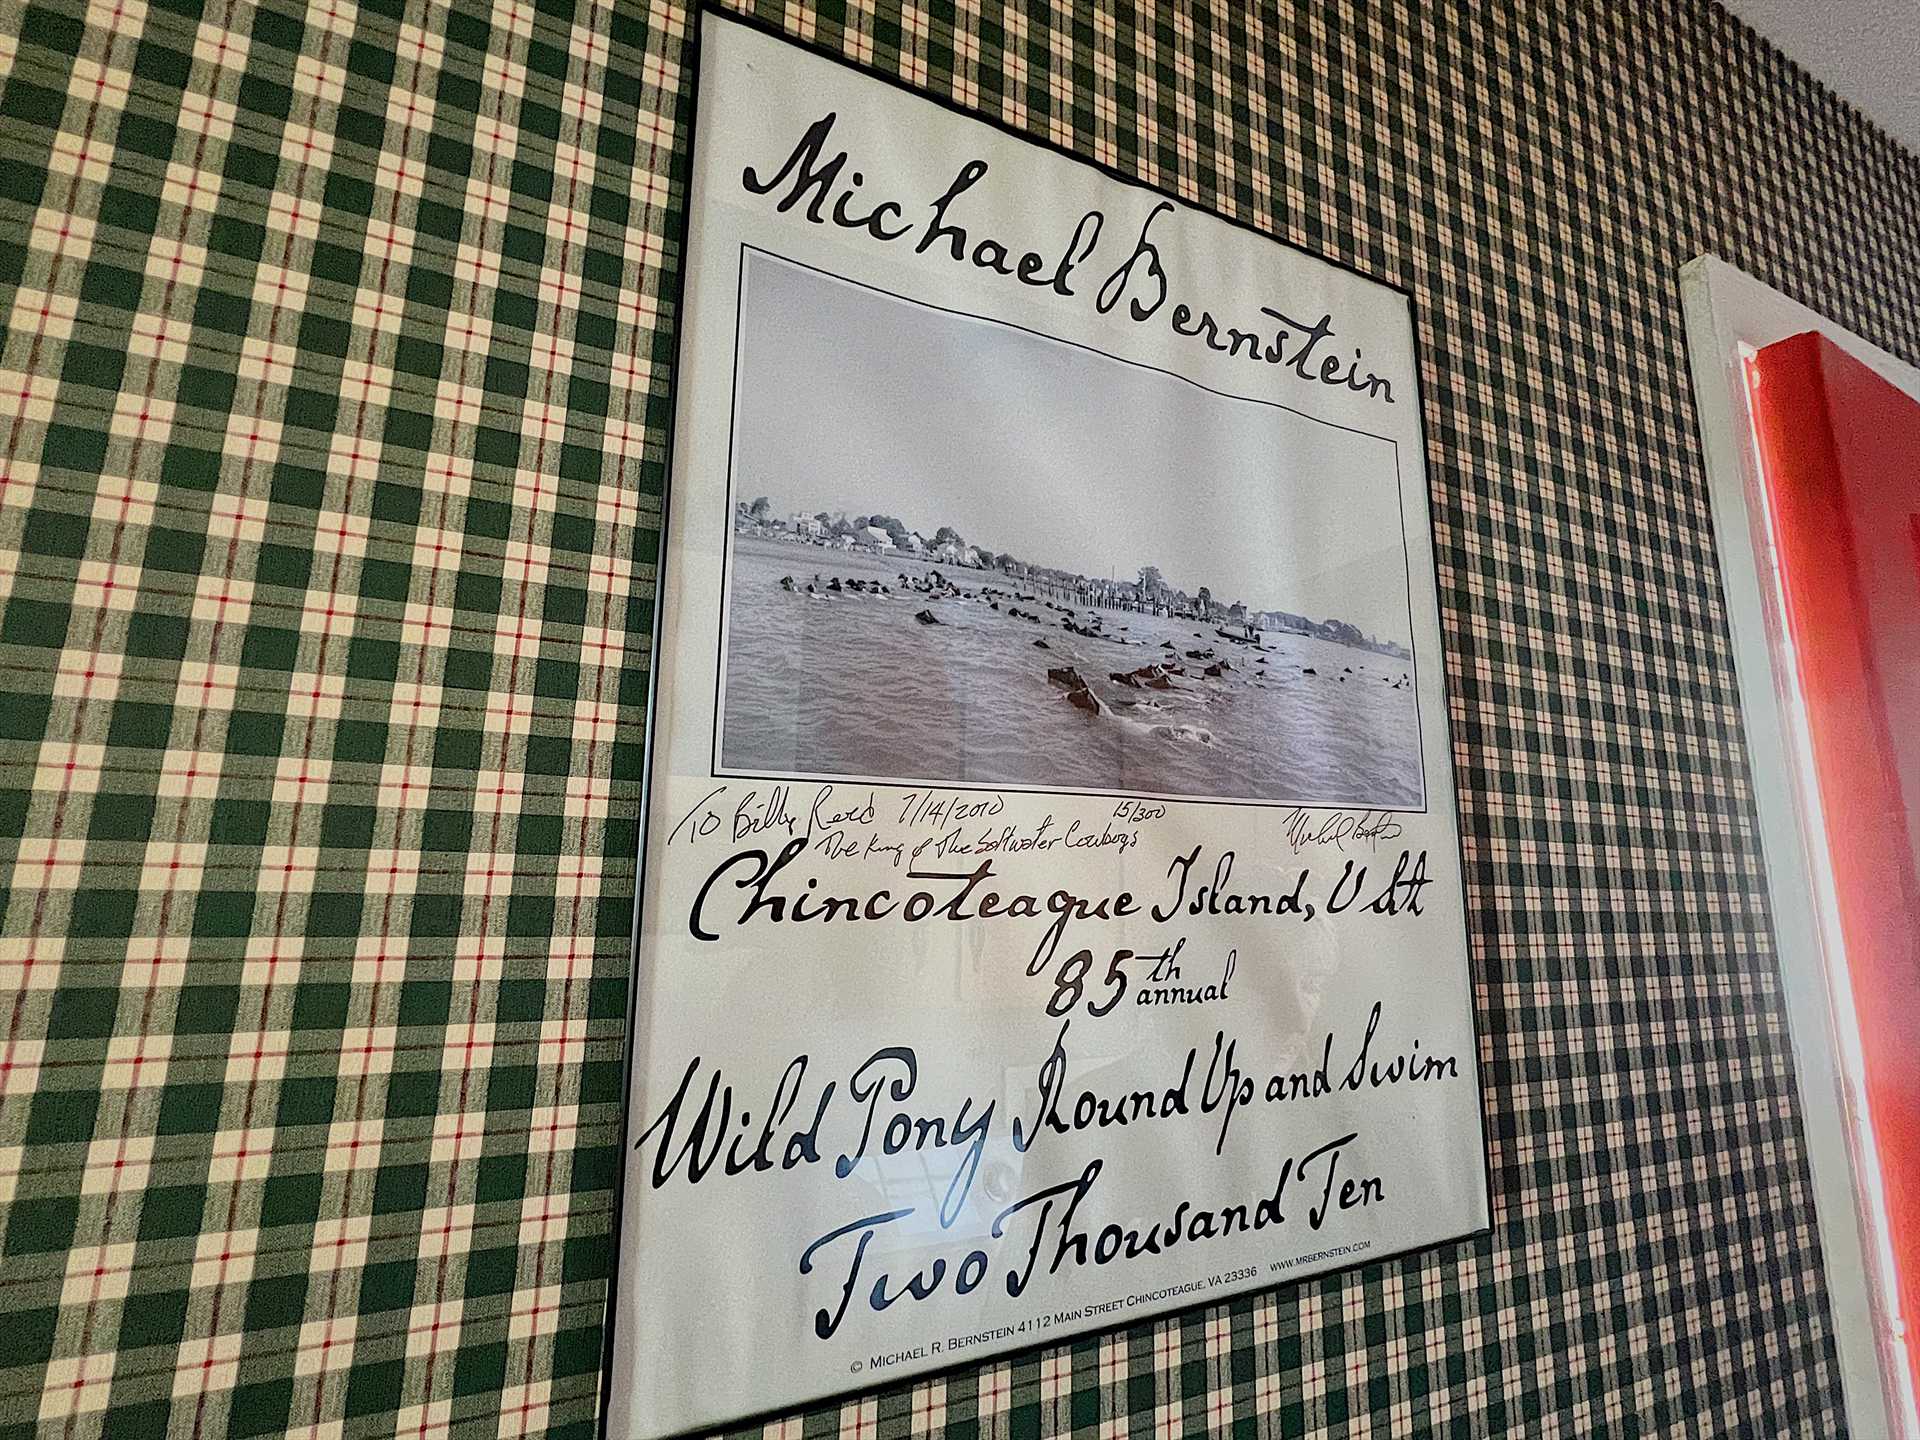 Michael Bernstein
To Billy Reed 7/14/2010 15/300 Michael Bernstein
The King of The Saltwater Cowboys
Chincoteague Island, USA
85th annual
Wild Pony Round Up and Swim
Two Thousand Ten
© MICHAEL R. BERNSTEIN 4112 MAIN STREET CHINCOTEAGUE, VA 23336 WWW.MRBERNSTEIN.COM